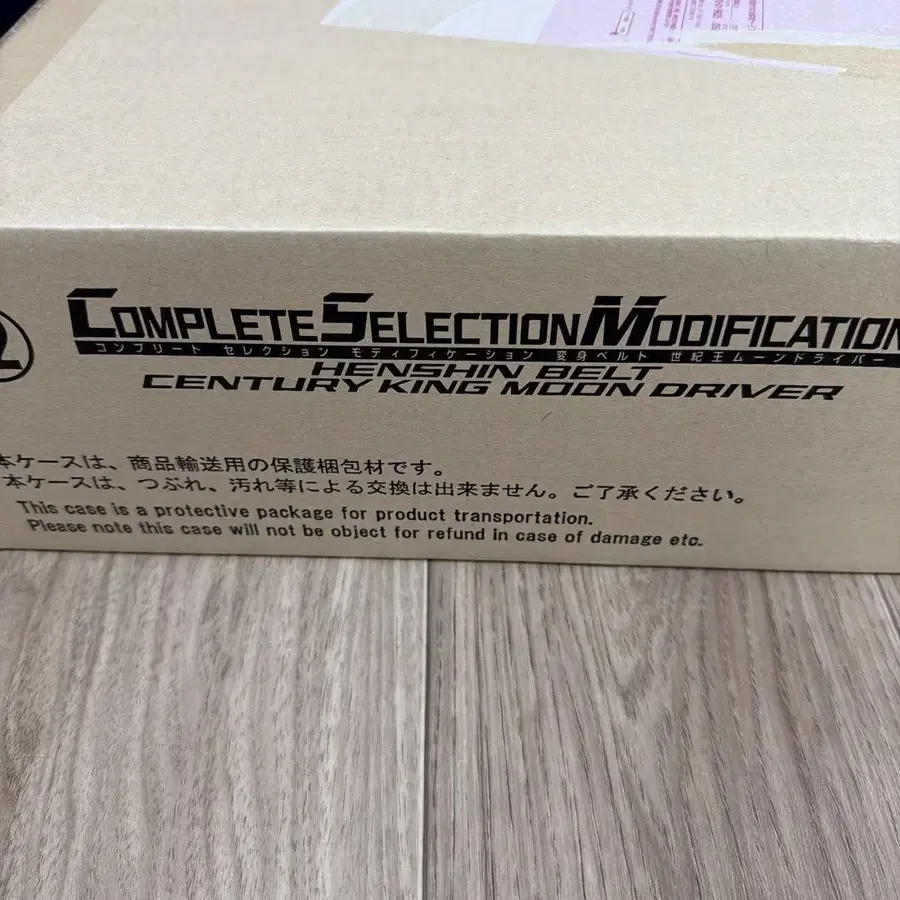 2
COMPLETE SELECTION MODIFICATION
コンプリート セレクション モディフィケーション 変身ベルト 世紀王ムーンドライバー
HENSHIN BELT
CENTURY KING MOON DRIVER
本ケースは、商品輸送用の保護梱包材です。
本ケースは、つぶれ、汚れ等による交換は出来ません。ご了承ください。
This case is a protective package for product transportation.
Please note this case will not be object for refund in case of damage etc.